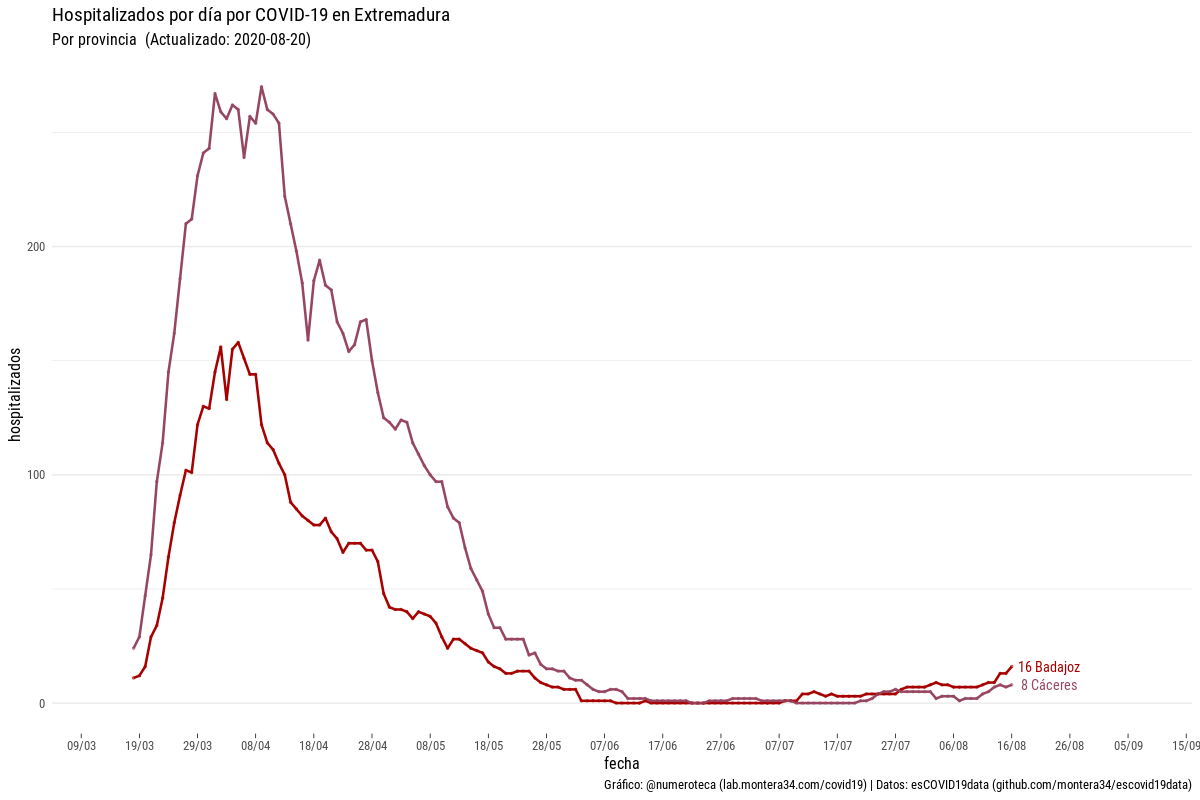 Hospitalizados por día por COVID-19 en Extremadura
Por provincia (Actualizado: 2020-08-20)
hospitalizados
200
100
0
16 Badajoz
8 Cáceres
09/03 19/03 29/03 08/04 18/04 28/04 08/05 18/05 28/05 07/06 17/06 27/06 07/07 17/07 27/07 06/08 16/08 26/08 05/09 15/09
fecha
Gráfico: @numeroteca (lab.montera34.com/covid19) | Datos: esCOVID19data (github.com/montera34/escovid19data)